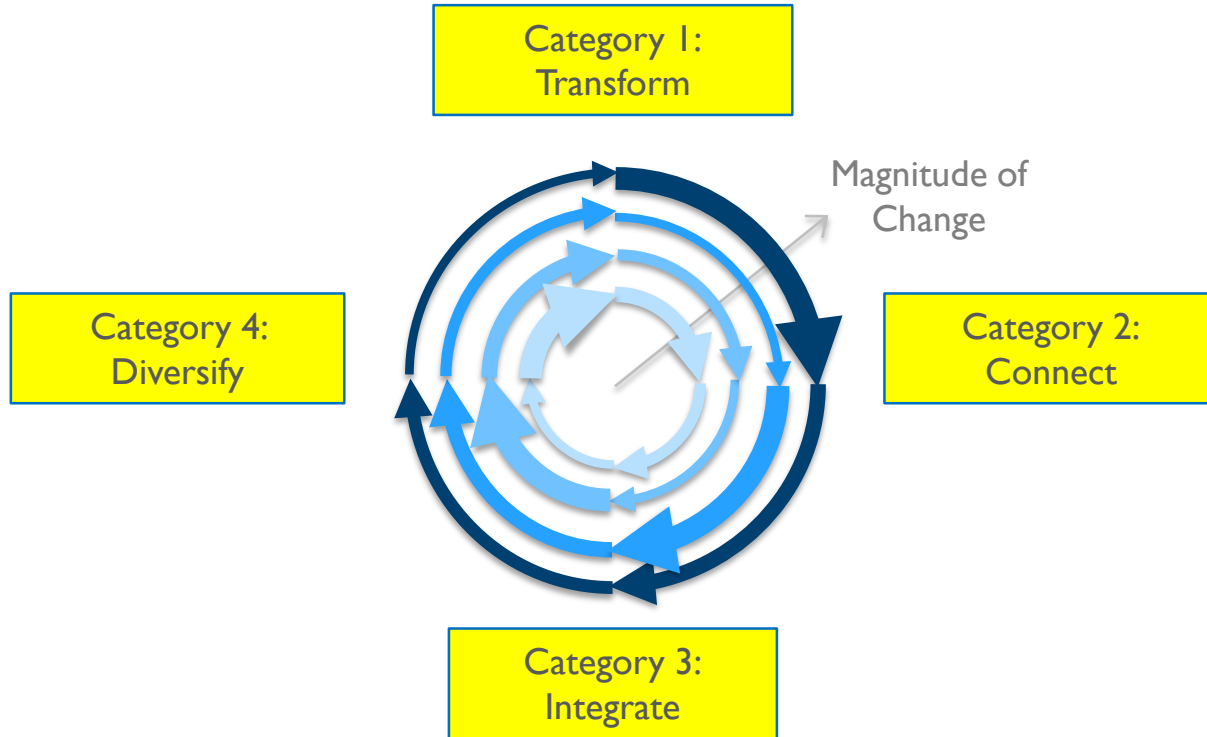 Category 1:
Transform
Magnitude of
Change
Category 4:
Diversify
Category 2:
Connect
Category 3:
Integrate